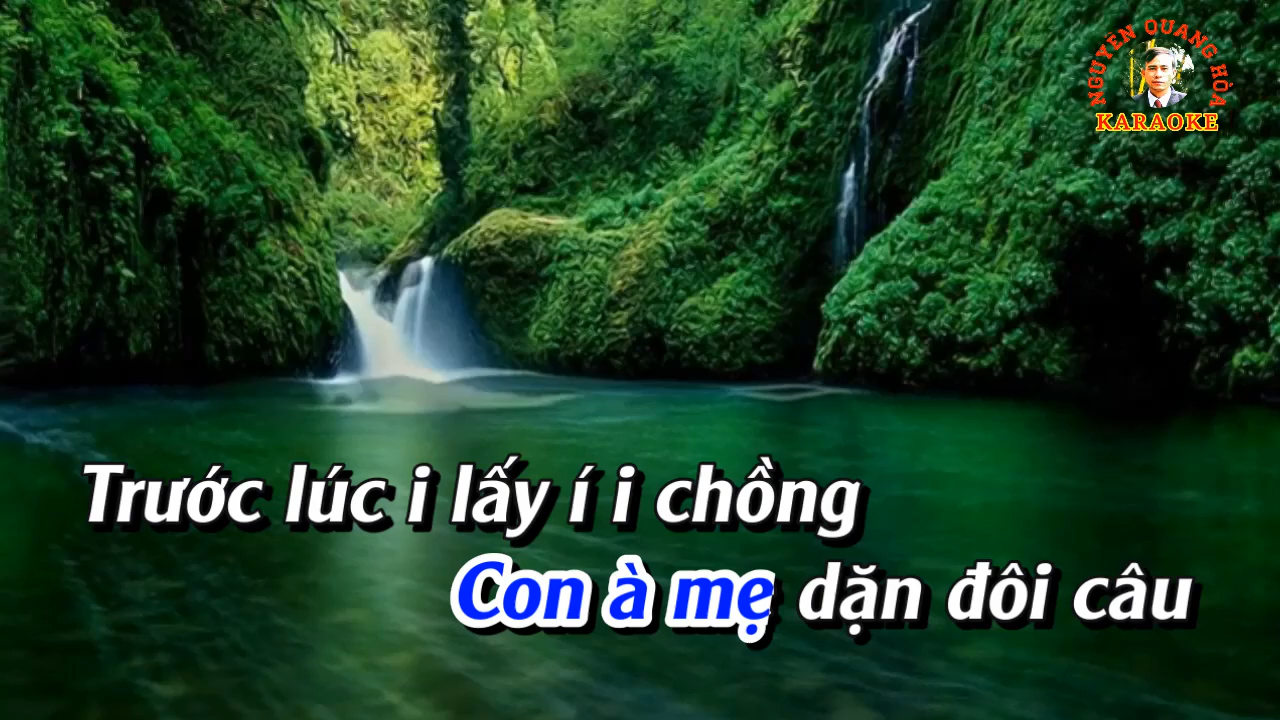 NGUYỄN QUANG HÒA
KARAOKE
Trước lúc i lấy í i chồng
Con à mẹ dặn đôi câu